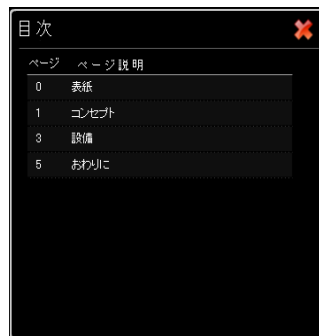 目次
ページ ページ説明
0 表紙
1 コンセプト
3 設備
5 おわりに